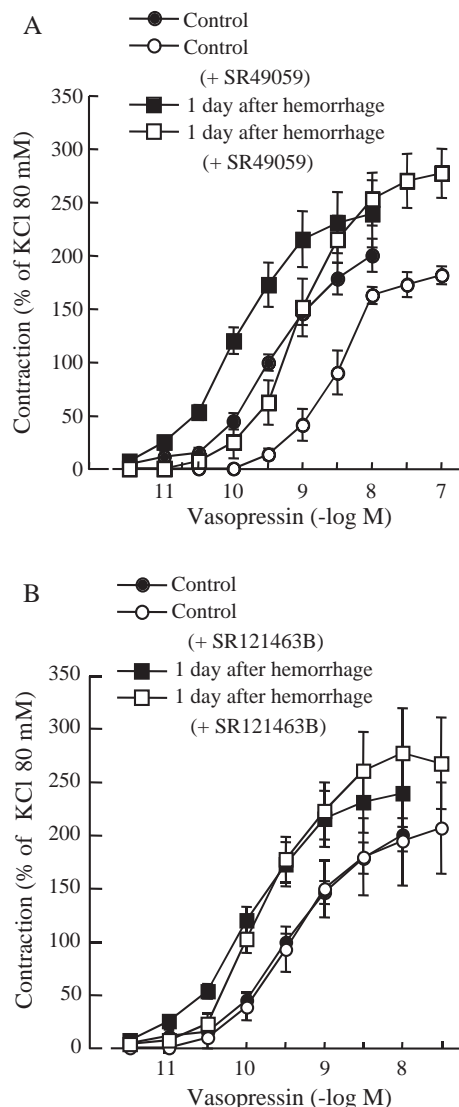 A
Control
Control
(+ SR49059)
1 day after hemorrhage
1 day after hemorrhage
(+ SR49059)
Contraction (% of KCl 80 mM)
350
300
250
200
150
100
50
0
11 10 9 8 7
Vasopressin (-log M)
B
Control
Control
(+ SR121463B)
1 day after hemorrhage
1 day after hemorrhage
(+ SR121463B)
Contraction (% of KCl 80 mM)
350
300
250
200
150
100
50
0
11 10 9 8
Vasopressin (-log M)